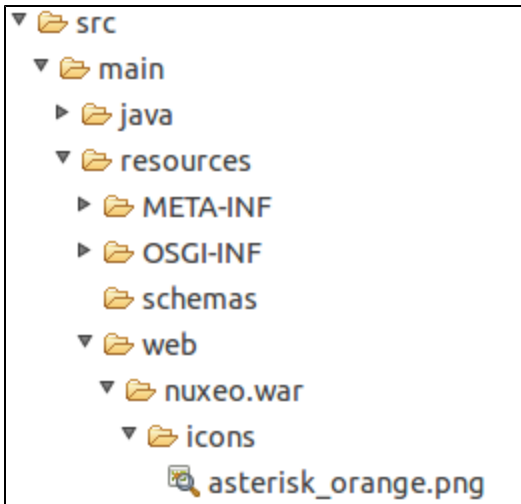 src
main
java
resources
META-INF
OSGI-INF
schemas
web
nuxeo.war
icons
asterisk_orange.png